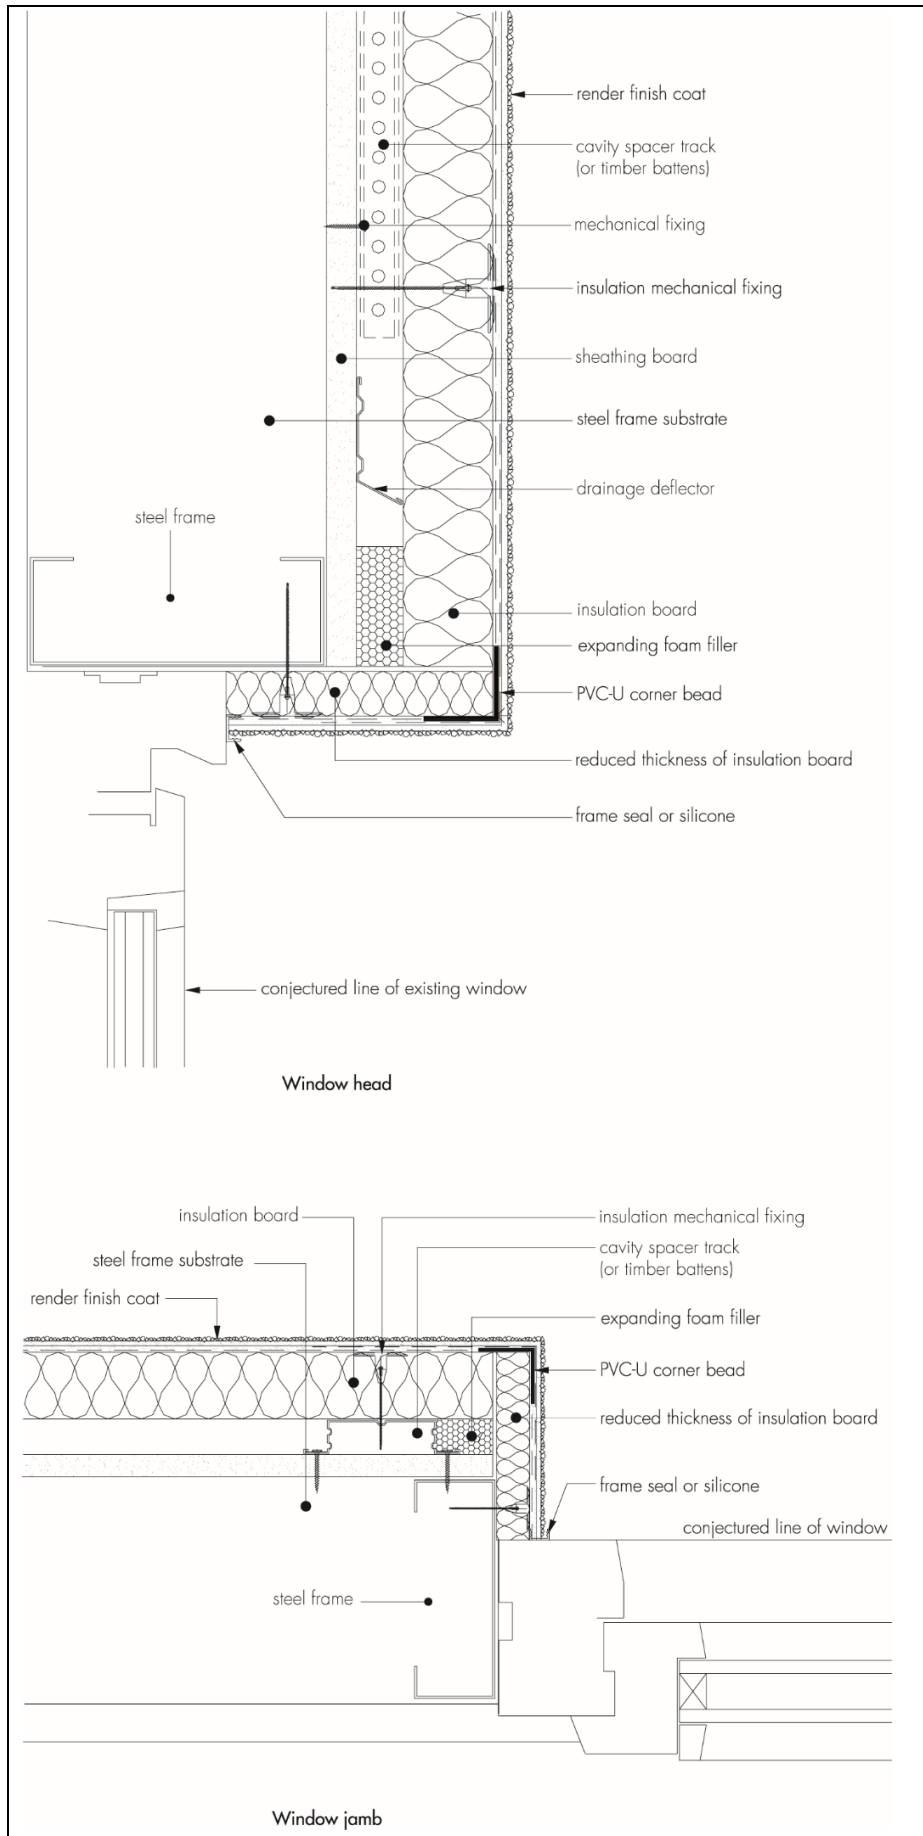 render finish coat
cavity spacer track
(or timber battens)
mechanical fixing
insulation mechanical fixing
sheathing board
steel frame substrate
drainage deflector
steel frame
insulation board
expanding foam filler
PVC-U corner bead
reduced thickness of insulation board
frame seal or silicone
conjectured line of existing window
Window head
insulation board
steel frame substrate
render finish coat
insulation mechanical fixing
cavity spacer track
(or timber battens)
expanding foam filler
PVC-U corner bead
reduced thickness of insulation board
frame seal or silicone
conjectured line of window
steel frame
Window jamb